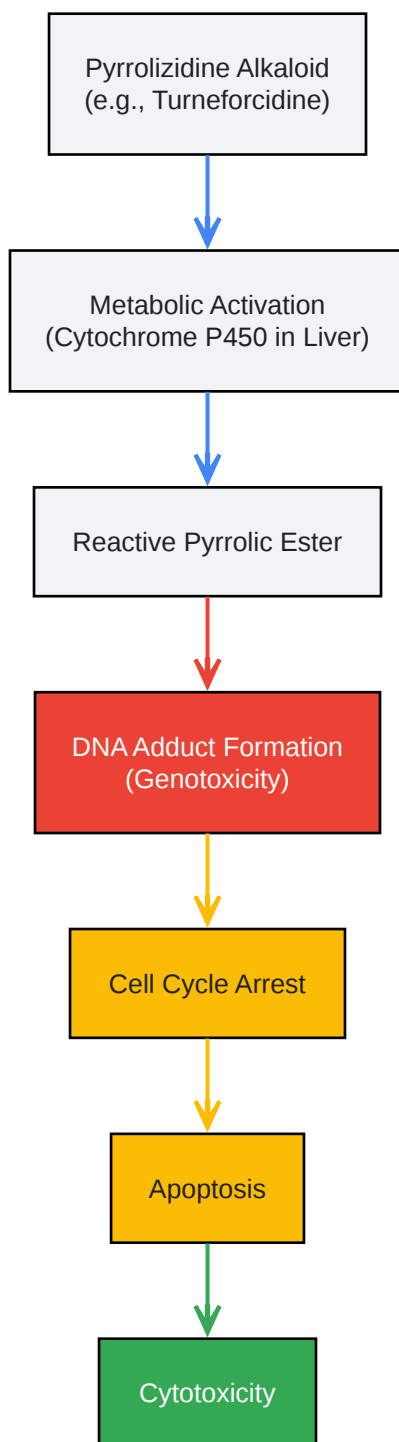 Pyrrolizidine Alkaloid
(e.g., Turneforcidine)
Metabolic Activation
(Cytochrome P450 in Liver)
Reactive Pyrrolic Ester
DNA Adduct Formation
(Genotoxicity)
Cell Cycle Arrest
Apoptosis
Cytotoxicity